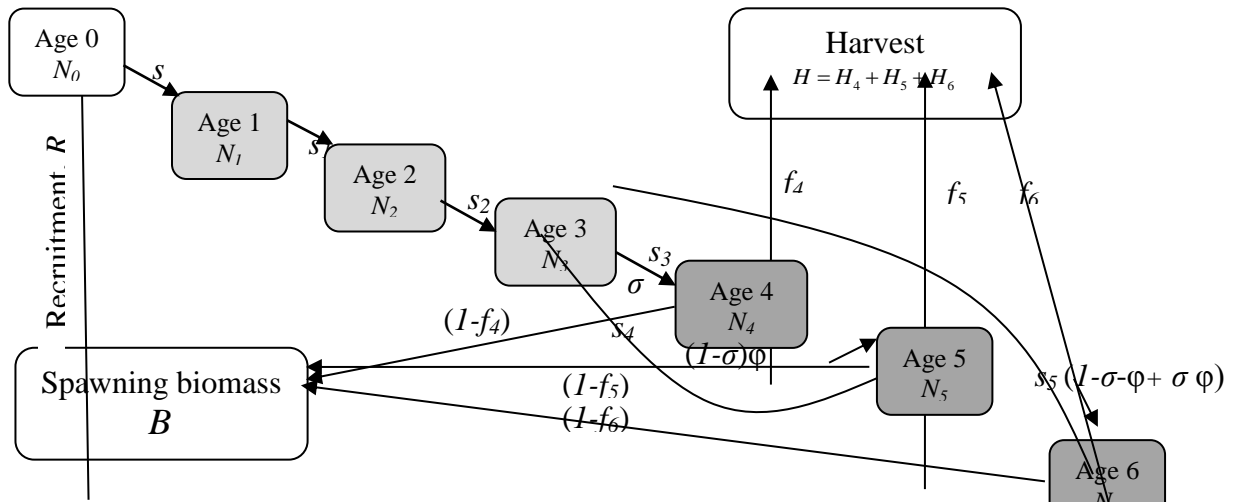 Age 0
N₀
s
Age 1
N₁
s₁
Age 2
N₂
s₂
Age 3
N₃
s₃
σ
Age 4
N₄
s₄
(1-σ)φ
Age 5
N₅
s₅ (1-σ-φ+ σ φ)
Age 6
N
Harvest
H = H₄ + H₅ + H₆
f₄
f₅
f₆
Recruitment, R
(1-f₄)
(1-f₅)
(1-f₆)
Spawning biomass
B